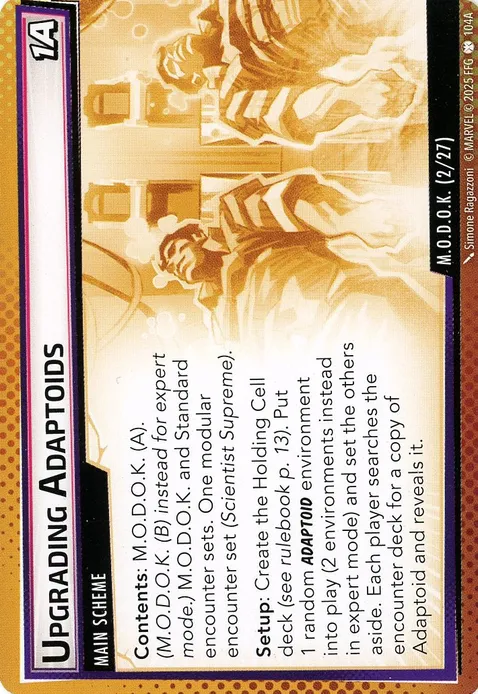 UPGRADING ADAPTOIDS
1A
MAIN SCHEME
Contents: M.O.D.O.K. (A).
(M.O.D.O.K. (B) instead for expert
mode.) M.O.D.O.K. and Standard
encounter sets. One modular
encounter set (Scientist Supreme).
Setup: Create the Holding Cell
deck (see rulebook p. 13). Put
1 random ADAPTOID environment
into play (2 environments instead
in expert mode) and set the others
aside. Each player searches the
encounter deck for a copy of
Adaptoid and reveals it.
M.O.D.O.K. (2/27)
Simone Ragazzoni © MARVEL © 2025 FFG 104A